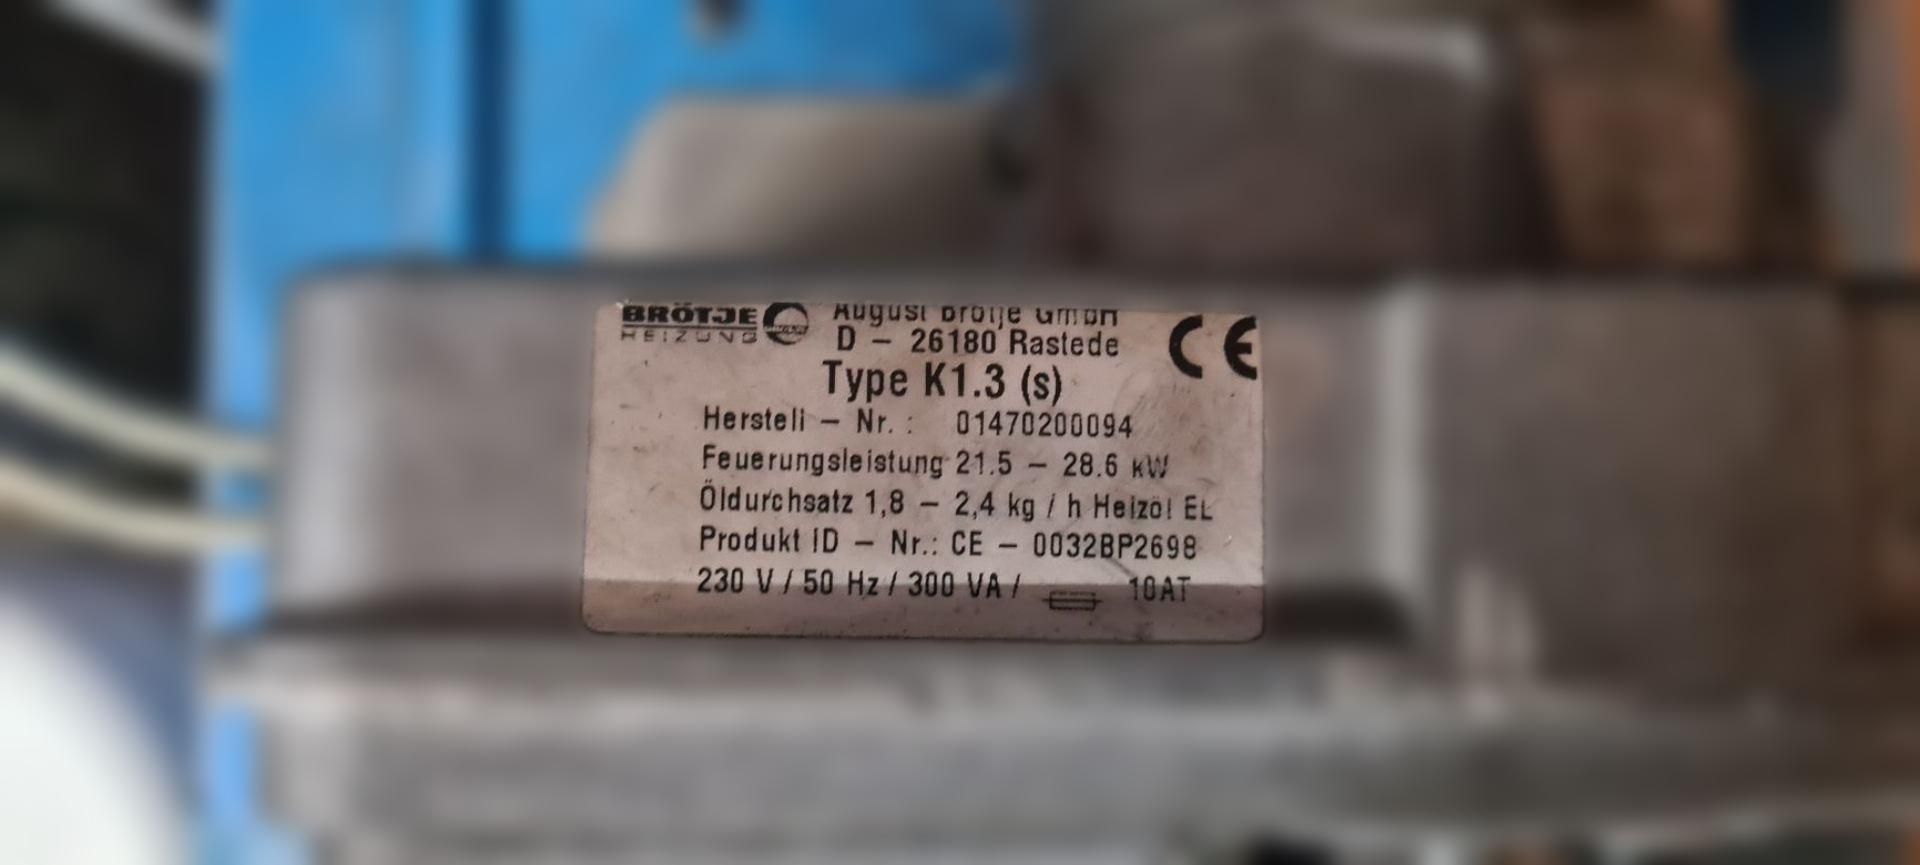 BRÖTJE
HEIZUNG
August Brötje GmbH
D – 26180 Rastede
CE
Type K1.3 (s)
Herstell – Nr. : 01470200094
Feuerungsleistung 21.5 – 28.6 kW
Öldurchsatz 1,8 – 2,4 kg / h Heizöl EL
Produkt ID – Nr.: CE – 0032BP2698
230 V / 50 Hz / 300 VA / 10AT